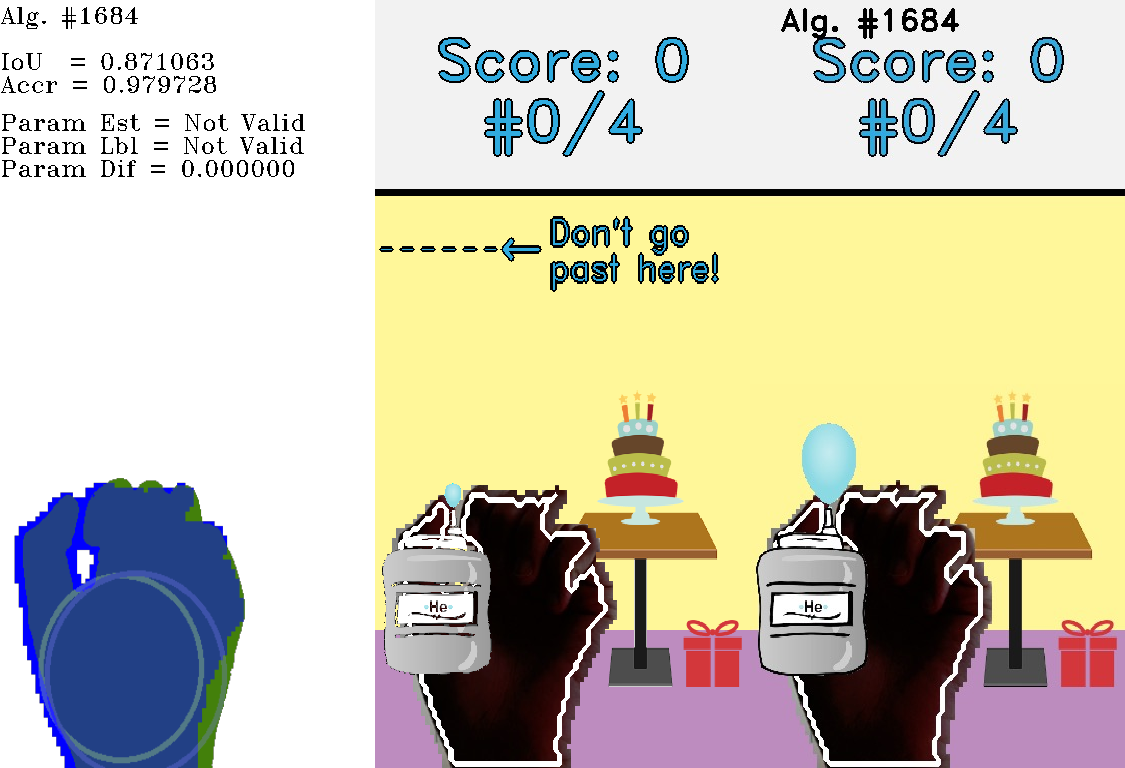 Alg. #1684
IoU = 0.871063
Accr = 0.979728
Param Est = Not Valid
Param Lbl = Not Valid
Param Dif = 0.000000
Score: 0
#0/4
Don't go
past here!
He
Alg. #1684
Score: 0
#0/4
He